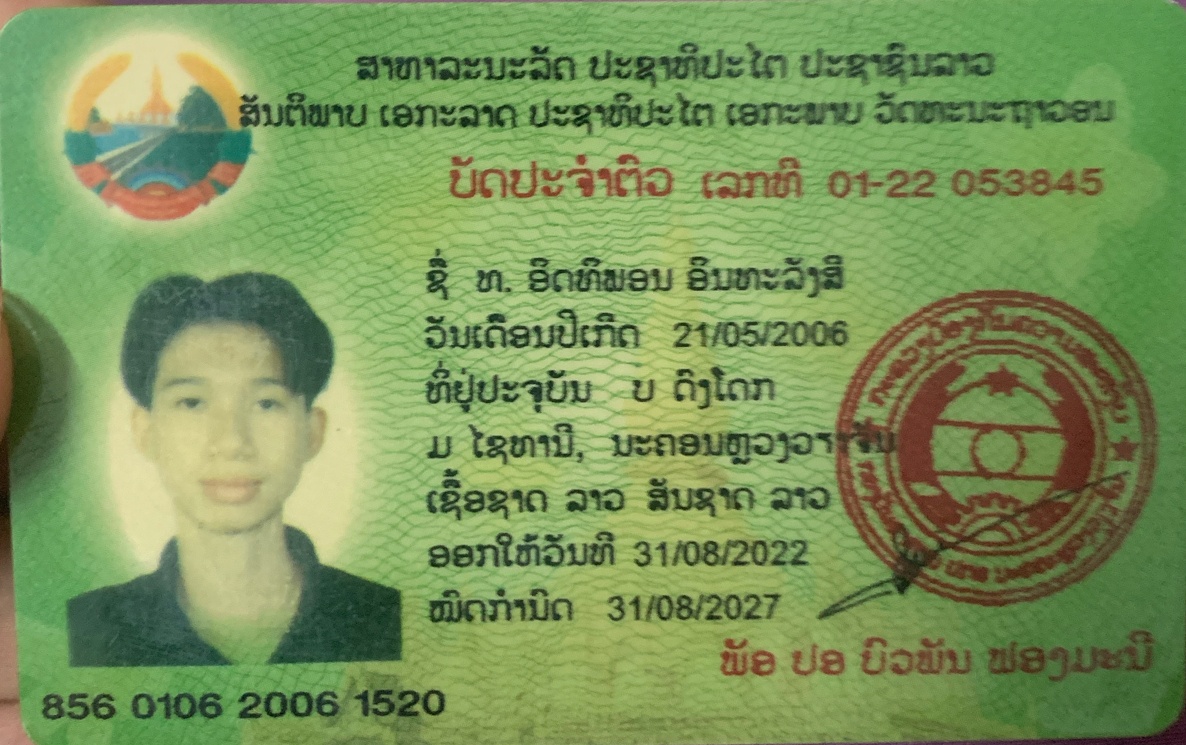 ສາທາລະນະລັດ ປະຊາທິປະໄຕ ປະຊາຊົນລາວ
ສັນຕິພາບ ເອກະລາດ ປະຊາທິປະໄຕ ເອກະພາບ ວັດທະນະຖາວອນ
ບັດປະຈຳຕົວ ເລກທີ 01-22 053845
ຊື່ ທ. ອິດທິພອນ ອິນທະລັງສີ
ວັນເດືອນປີເກີດ 21/05/2006
ທີ່ຢູ່ປະຈຸບັນ ບ ດົງໂດກ
ມ ໄຊທານີ, ນະຄອນຫຼວງວຽງຈັນ
ເຊື້ອຊາດ ລາວ ສັນຊາດ ລາວ
ອອກໃຫ້ວັນທີ 31/08/2022
ໝົດກຳນົດ 31/08/2027
ພັອ ປອ ບົວພັນ ຟອງມະນີ
856 0106 2006 1520